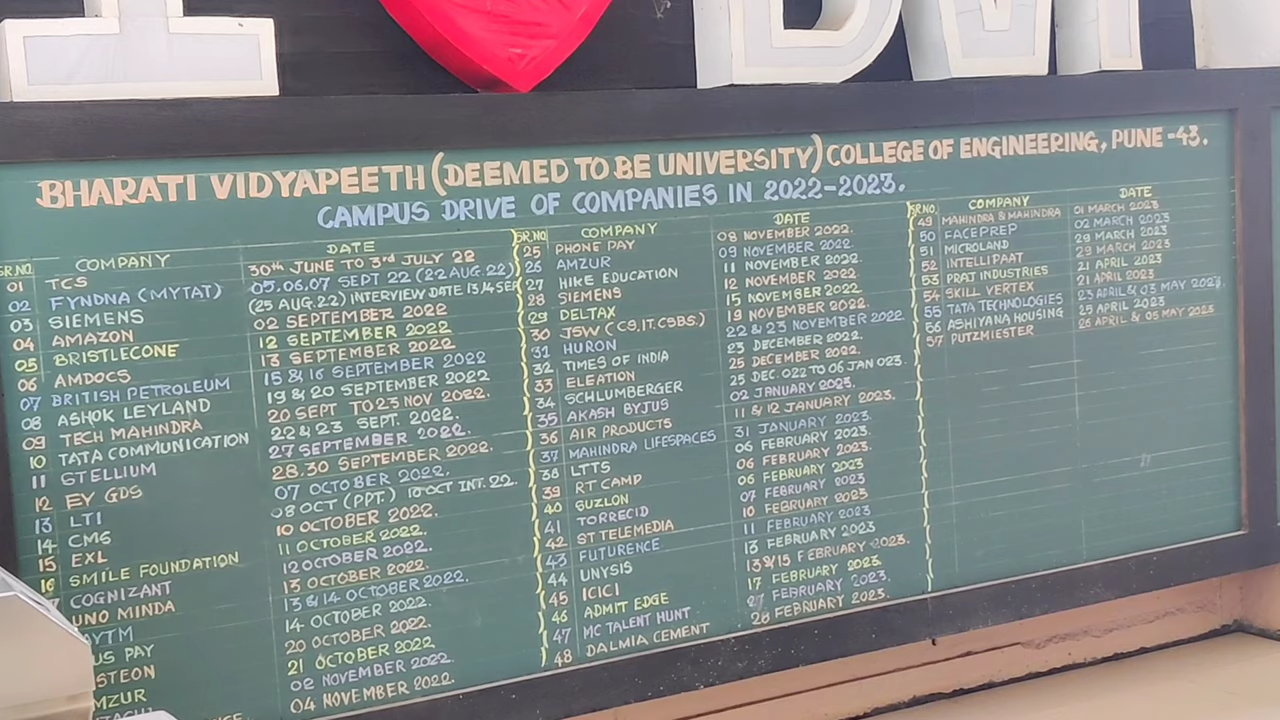 I ❤ BV
BHARATI VIDYAPEETH (DEEMED TO BE UNIVERSITY) COLLEGE OF ENGINEERING, PUNE -43.
CAMPUS DRIVE OF COMPANIES IN 2022-2023.
SR.NO. COMPANY DATE
01 TCS 30th JUNE TO 3rd JULY 22
02 FYNDNA (MYTAT) 05.06.07 SEPT 22 (22 AUG.22)
03 SIEMENS (25 AUG.22) INTERVIEW DATE 13,14 SEP
04 AMAZON 02 SEPTEMBER 2022
05 BRISTLECONE 12 SEPTEMBER 2022
06 AMDOCS 13 SEPTEMBER 2022
07 BRITISH PETROLEUM 15 & 16 SEPTEMBER 2022
08 ASHOK LEYLAND 19 & 20 SEPTEMBER 2022
09 TECH MAHINDRA 20 SEPT TO 23 NOV 2022.
10 TATA COMMUNICATION 22 & 23 SEPT. 2022.
11 STELLIUM 27 SEPTEMBER 2022.
12 EY GDS 28.30 SEPTEMBER 2022.
13 LTI 07 OCTOBER 2022.
14 CMS 08 OCT (PPT.) 10 OCT INT. 22.
15 EXL 10 OCTOBER 2022.
16 SMILE FOUNDATION 11 OCTOBER 2022.
COGNIZANT 12 OCTOBER 2022.
UNO MINDA 13 OCTOBER 2022.
AYTM 13 & 14 OCTOBER 2022.
US PAY 14 OCTOBER 2022.
STEON 20 OCTOBER 2022.
MZUR 21 OCTOBER 2022.
02 NOVEMBER 2022.
04 NOVEMBER 2022.
SR.NO COMPANY DATE
25 PHONE PAY 08 NOVEMBER 2022.
26 AMZUR 09 NOVEMBER 2022.
27 HIKE EDUCATION 11 NOVEMBER 2022.
28 SIEMENS 12 NOVEMBER 2022.
29 DELTAX 15 NOVEMBER 2022.
30 JSW (CS,IT,CSBS.) 19 NOVEMBER 2022.
31 HURON 22 & 23 NOVEMBER 2022.
32 TIMES OF INDIA 23 DECEMBER 2022.
33 ELEATION 25 DECEMBER 2022.
34 SCHLUMBERGER 25 DEC. 022 TO 06 JAN 023.
35 AKASH BYJUS 02 JANUARY 2023.
36 AIR PRODUCTS 11 & 12 JANUARY 2023.
37 MAHINDRA LIFESPACES 31 JANUARY 2023.
38 LTTS 06 FEBRUARY 2023.
39 RT CAMP 06 FEBRUARY 2023.
40 SUZLON 06 FEBRUARY 2023
41 TORRECID 07 FEBRUARY 2023
42 ST TELEMEDIA 10 FEBRUARY 2023
43 FUTURENCE 11 FEBRUARY 2023
44 UNYSIS 13 FEBRUARY 2023
45 ICICI 13 & 15 FEBRUARY 2023.
46 ADMIT EDGE 17 FEBRUARY 2023.
47 MC TALENT HUNT 27 FEBRUARY 2023.
48 DALMIA CEMENT 28 FEBRUARY 2023.
SR.NO. COMPANY DATE
49 MAHINDRA & MAHINDRA 01 MARCH 2023
50 FACEPREP 02 MARCH 2023
51 MICROLAND 29 MARCH 2023
52 INTELLIPAAT 29 MARCH 2023
53 PRAT INDUSTRIES 21 APRIL 2023
54 SKILL VERTEX 21 APRIL 2023
55 TATA TECHNOLOGIES 23 APRIL & 03 MAY 2023.
56 ASHIYANA HOUSING 25 APRIL 2023
57 PUTZMIESTER 26 APRIL & 05 MAY 2023